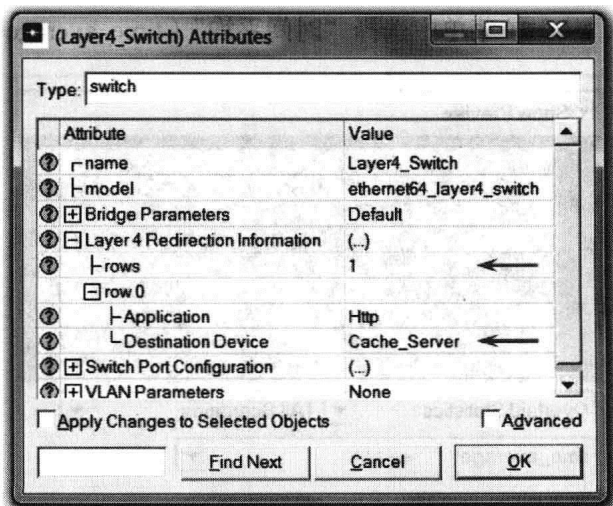 (Layer4_Switch) Attributes
Type: switch
Attribute Value
name Layer4_Switch
model ethernet64_layer4_switch
Bridge Parameters Default
Layer 4 Redirection Information (...)
rows 1
row 0
Application Http
Destination Device Cache_Server
Switch Port Configuration (...)
VLAN Parameters None
Apply Changes to Selected Objects Advanced
Find Next Cancel OK